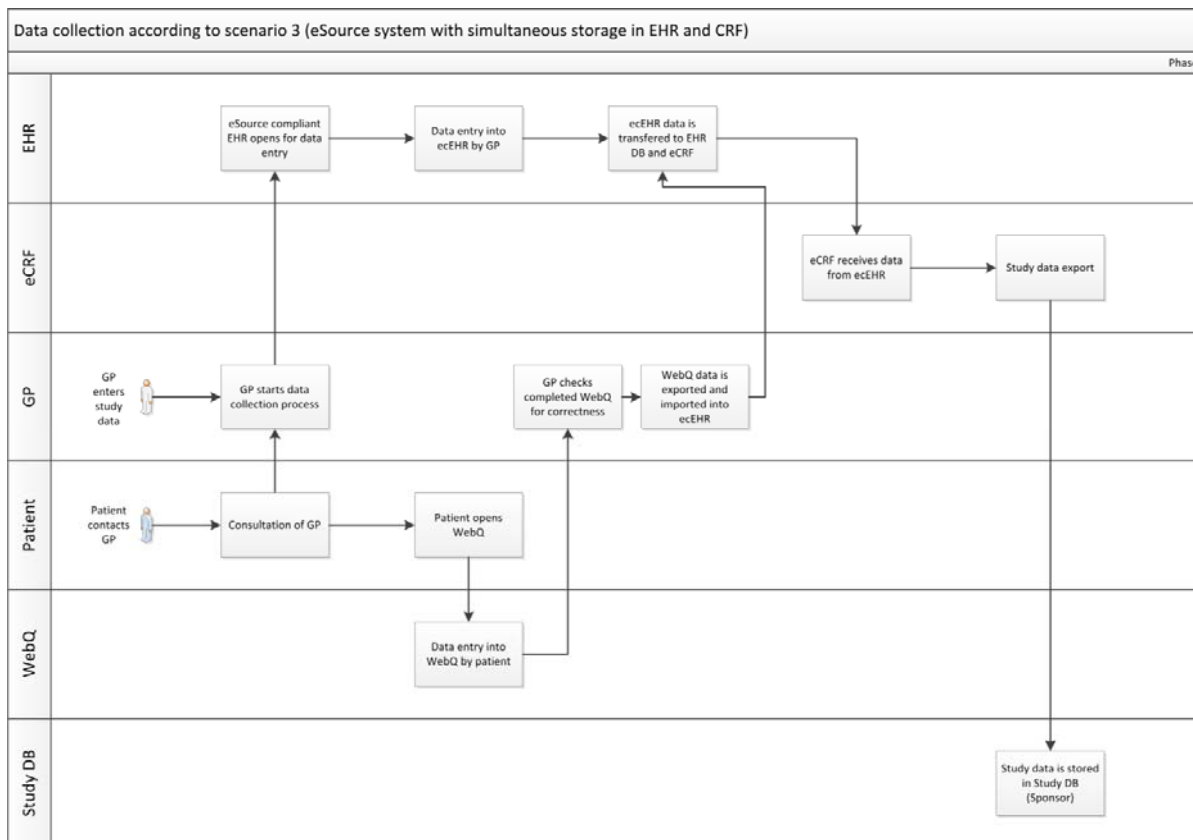 Data collection according to scenario 3 (eSource system with simultaneous storage in EHR and CRF)
Phase
EHR
eSource compliant
EHR opens for data
entry
Data entry into
ecEHR by GP
ecEHR data is
transfered to EHR
DB and eCRF
eCRF
eCRF receives data
from ecEHR
Study data export
GP
GP
enters
study
data
GP starts data
collection process
GP checks
completed WebQ
for correctness
WebQ data is
exported and
imported into
ecEHR
Patient
Patient
contacts
GP
Consultation of GP
Patient opens
WebQ
WebQ
Data entry into
WebQ by patient
Study DB
Study data is stored
in Study DB
(Sponsor)